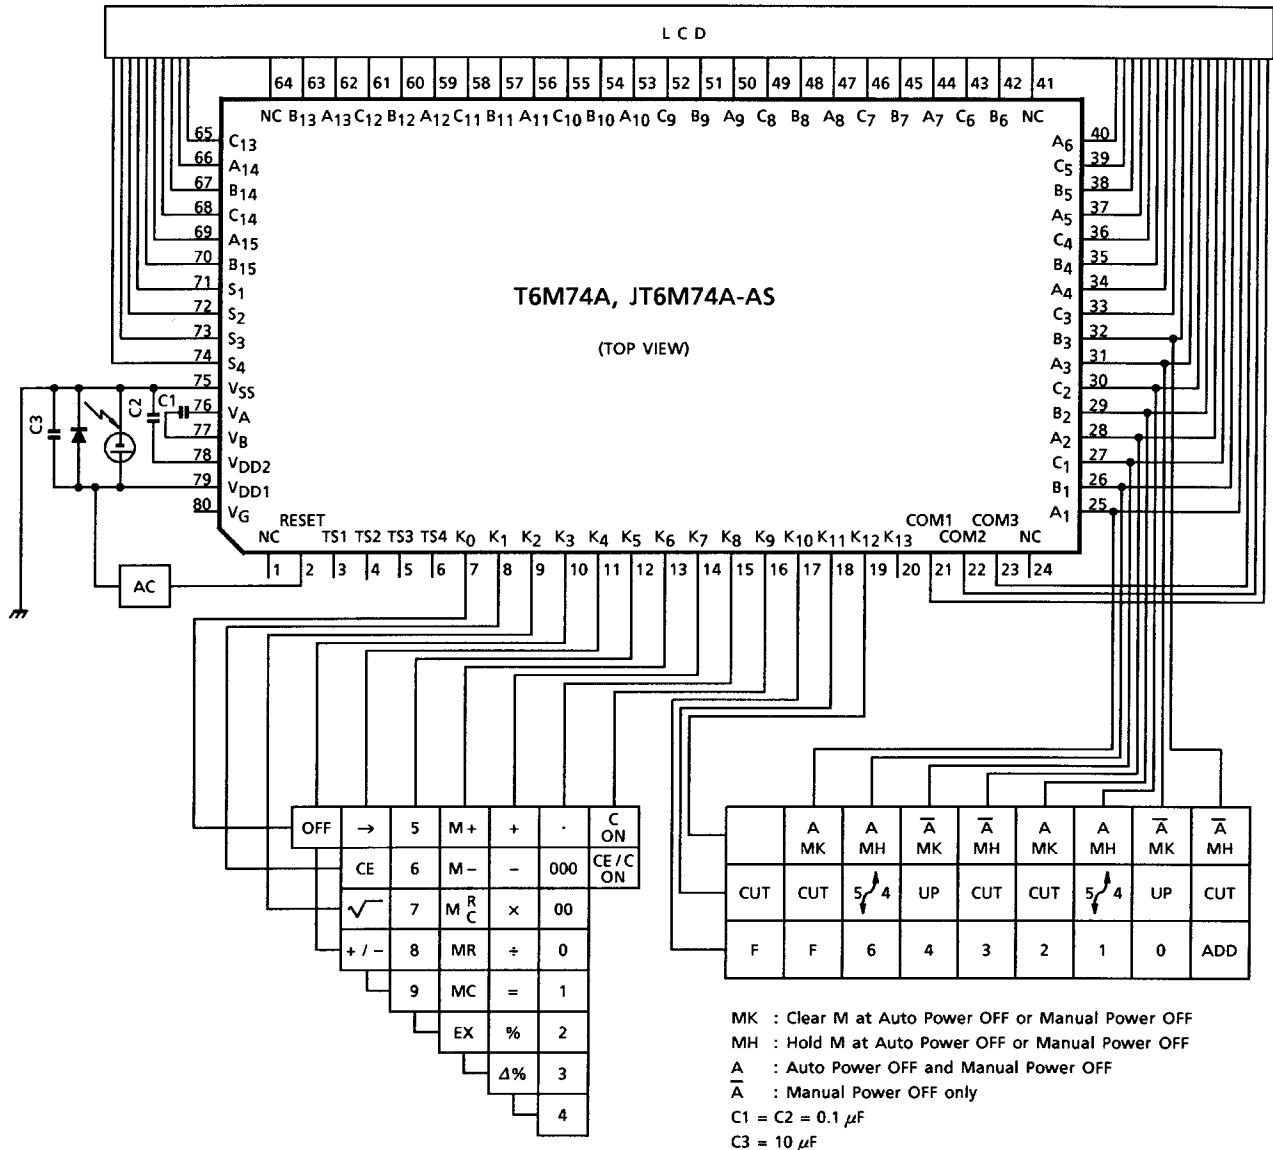 L C D
64 63 62 61 60 59 58 57 56 55 54 53 52 51 50 49 48 47 46 45 44 43 42 41
NC B13 A13 C12 B12 A12 C11 B11 A11 C10 B10 A10 C9 B9 A9 C8 B8 A8 C7 B7 A7 C6 B6 NC
65 C13 A6 40
66 A14 C5 39
67 B14 B5 38
68 C14 A5 37
69 A15 C4 36
70 B15 B4 35
71 S1 A4 34
72 S2 C3 33
73 S3 B3 32
74 S4 A3 31
75 VSS C2 30
76 VA B2 29
77 VB A2 28
78 VDD2 C1 27
79 VDD1 B1 26
80 VG A1 25
T6M74A, JT6M74A-AS
(TOP VIEW)
C3 C2 C1
NC RESET TS1 TS2 TS3 TS4 K0 K1 K2 K3 K4 K5 K6 K7 K8 K9 K10 K11 K12 K13 COM1 COM2 COM3 NC
1 2 3 4 5 6 7 8 9 10 11 12 13 14 15 16 17 18 19 20 21 22 23 24
AC
OFF → 5 M+ + · C ON
CE 6 M− − 000 CE/C ON
√ 7 M R C × 00
+/− 8 MR ÷ 0
9 MC = 1
EX % 2
Δ% 3
4
A MK A MH A̅ MK A̅ MH A MK A MH A̅ MK A̅ MH
CUT CUT 5 4 UP CUT CUT 5 4 UP CUT
F F 6 4 3 2 1 0 ADD
MK : Clear M at Auto Power OFF or Manual Power OFF
MH : Hold M at Auto Power OFF or Manual Power OFF
A : Auto Power OFF and Manual Power OFF
A̅ : Manual Power OFF only
C1 = C2 = 0.1 μF
C3 = 10 μF